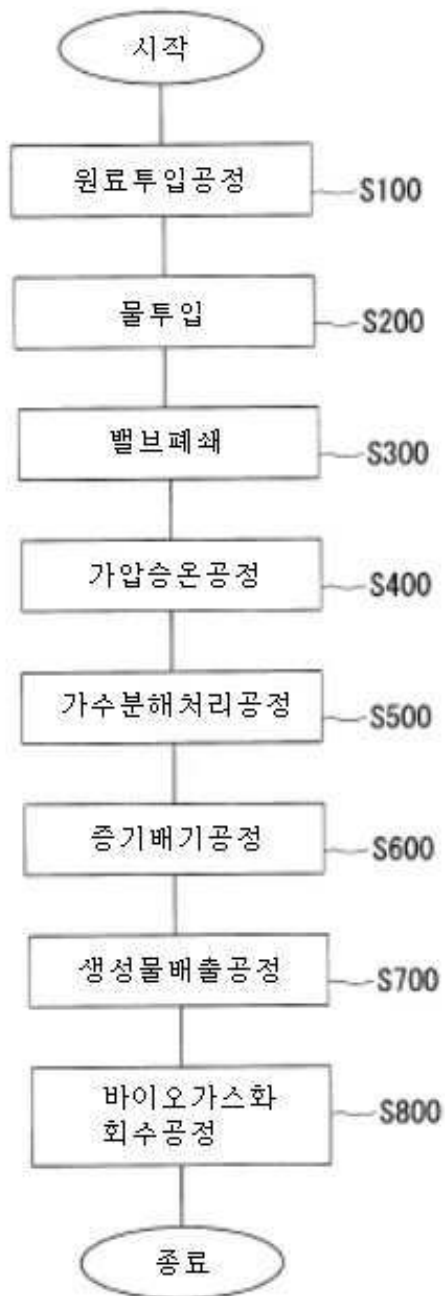 시작
원료투입공정 S100
물투입 S200
밸브폐쇄 S300
가압승온공정 S400
가수분해처리공정 S500
증기배기공정 S600
생성물배출공정 S700
바이오가스화
회수공정 S800
종료